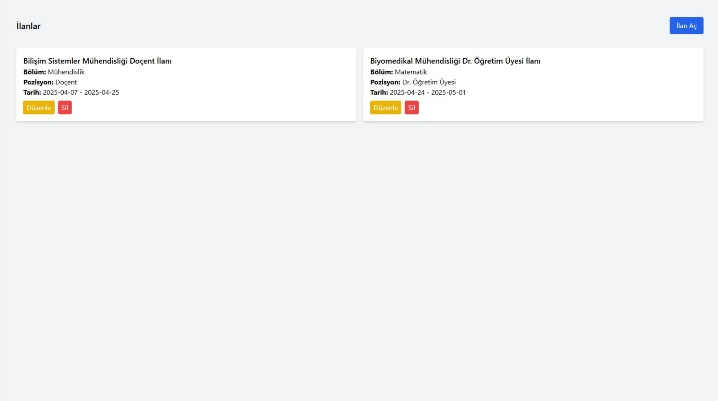 İlanlar
İlan Aç
Bilişim Sistemler Mühendisliği Doçent İlanı
Bölüm: Mühendislik
Pozisyon: Doçent
Tarih: 2025-04-07 - 2025-04-25
Düzenle Sil
Biyomedikal Mühendisliği Dr. Öğretim Üyesi İlanı
Bölüm: Matematik
Pozisyon: Dr. Öğretim Üyesi
Tarih: 2025-04-24 - 2025-05-01
Düzenle Sil